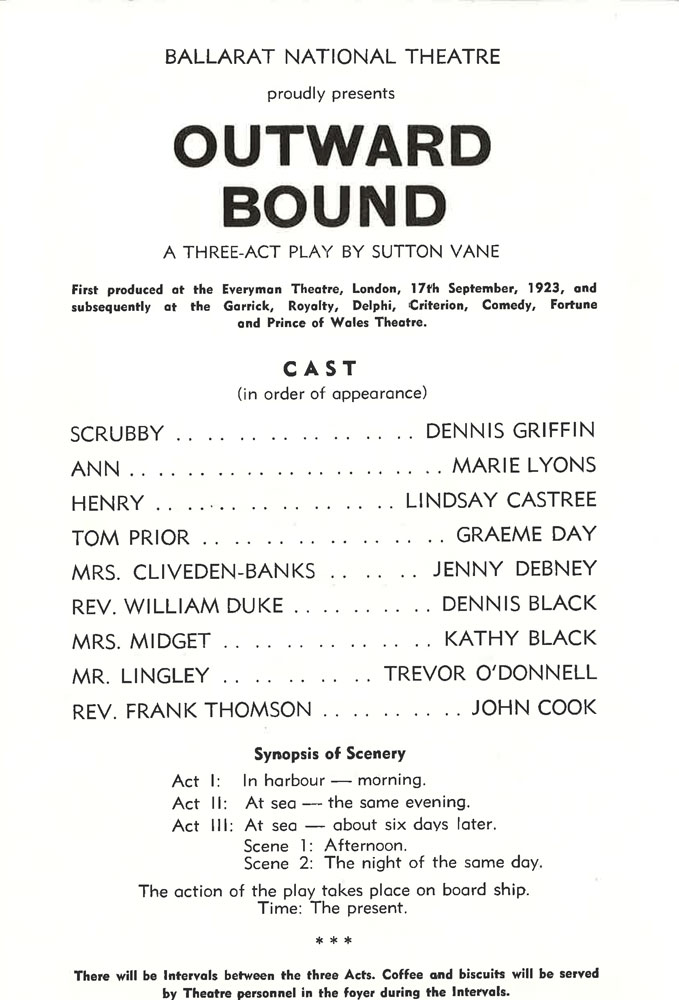 BALLARAT NATIONAL THEATRE
proudly presents
OUTWARD
BOUND
A THREE-ACT PLAY BY SUTTON VANE
First produced at the Everyman Theatre, London, 17th September, 1923, and
subsequently at the Garrick, Royalty, Delphi, Criterion, Comedy, Fortune
and Prince of Wales Theatre.
CAST
(in order of appearance)
SCRUBBY . . . . . . . . . . . . . . . DENNIS GRIFFIN
ANN . . . . . . . . . . . . . . . . . . . MARIE LYONS
HENRY . . . . . . . . . . . . . . . LINDSAY CASTREE
TOM PRIOR . . . . . . . . . . . . . . . GRAEME DAY
MRS. CLIVEDEN-BANKS . . . . . . JENNY DEBNEY
REV. WILLIAM DUKE . . . . . . . . . DENNIS BLACK
MRS. MIDGET . . . . . . . . . . . . . KATHY BLACK
MR. LINGLEY . . . . . . . . . TREVOR O'DONNELL
REV. FRANK THOMSON . . . . . . . . . JOHN COOK
Synopsis of Scenery
Act I: In harbour — morning.
Act II: At sea — the same evening.
Act III: At sea — about six days later.
Scene 1: Afternoon.
Scene 2: The night of the same day.
The action of the play takes place on board ship.
Time: The present.
* * *
There will be Intervals between the three Acts. Coffee and biscuits will be served
by Theatre personnel in the foyer during the Intervals.